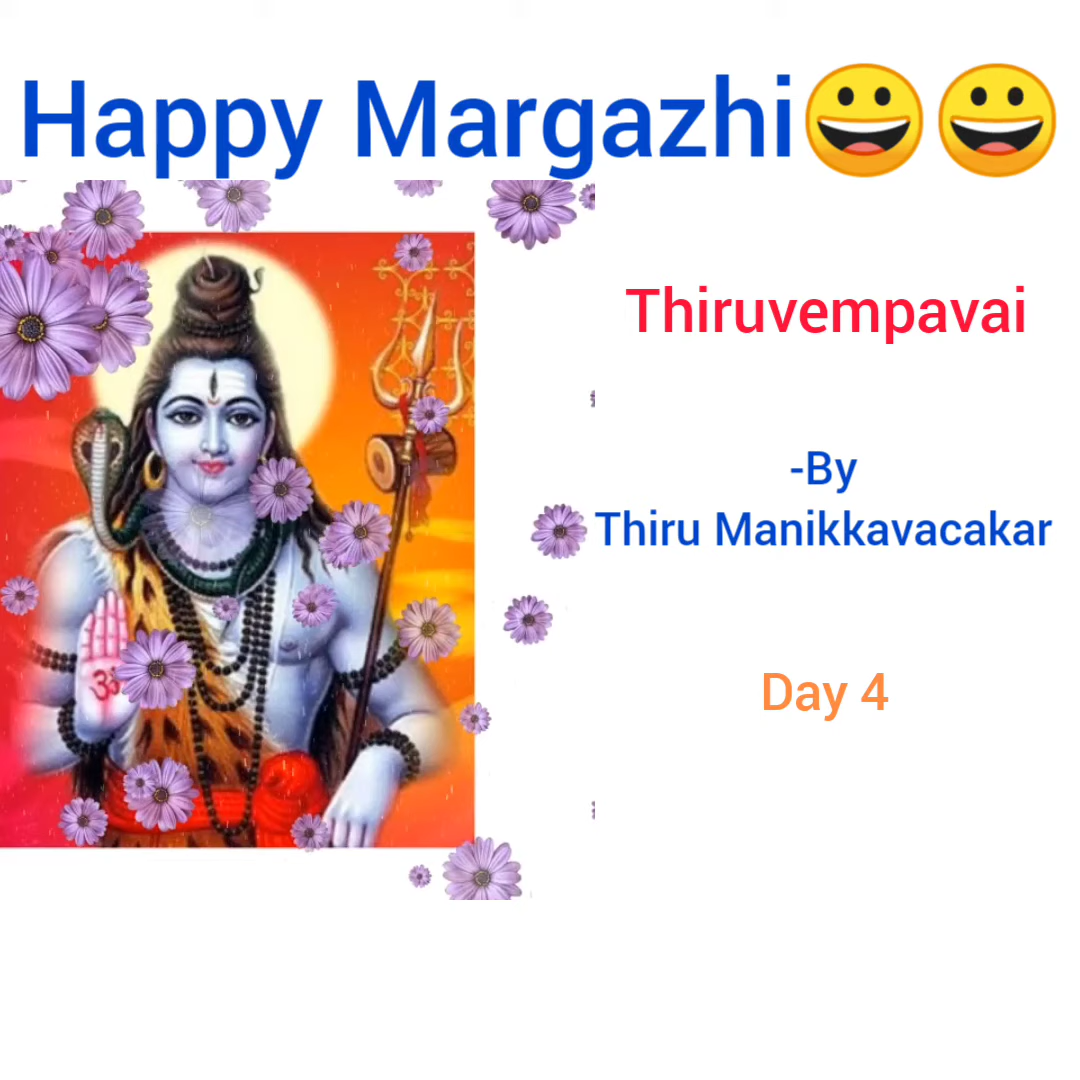 Happy Margazhi😀😀
Thiruvempavai
-By
Thiru Manikkavacakar
Day 4
ॐ